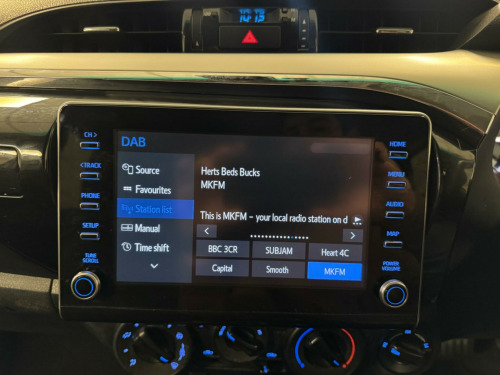 CH >
< TRACK
PHONE
SETUP
TUNE
SCROLL
DAB
Source
Favourites
Station list
Manual
Time shift
Herts Beds Bucks
MKFM
This is MKFM – your local radio station on d
BBC 3CR
SUBJAM
Heart 4C
Capital
Smooth
MKFM
HOME
MENU
AUDIO
MAP
POWER
VOLUME